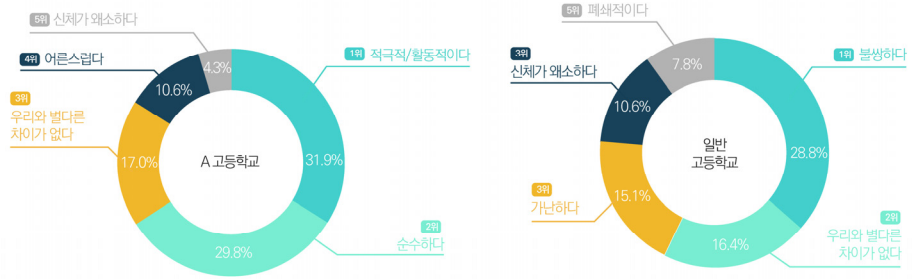 5위 신체가 왜소하다
4위 어른스럽다
3위
우리와 별다른
차이가 없다
1위 적극적/활동적이다
2위
순수하다
4.3%
10.6%
17.0%
31.9%
29.8%
A 고등학교
5위 폐쇄적이다
3위
신체가 왜소하다
3위
가난하다
1위 불쌍하다
2위
우리와 별다른
차이가 없다
7.8%
10.6%
15.1%
28.8%
16.4%
일반
고등학교